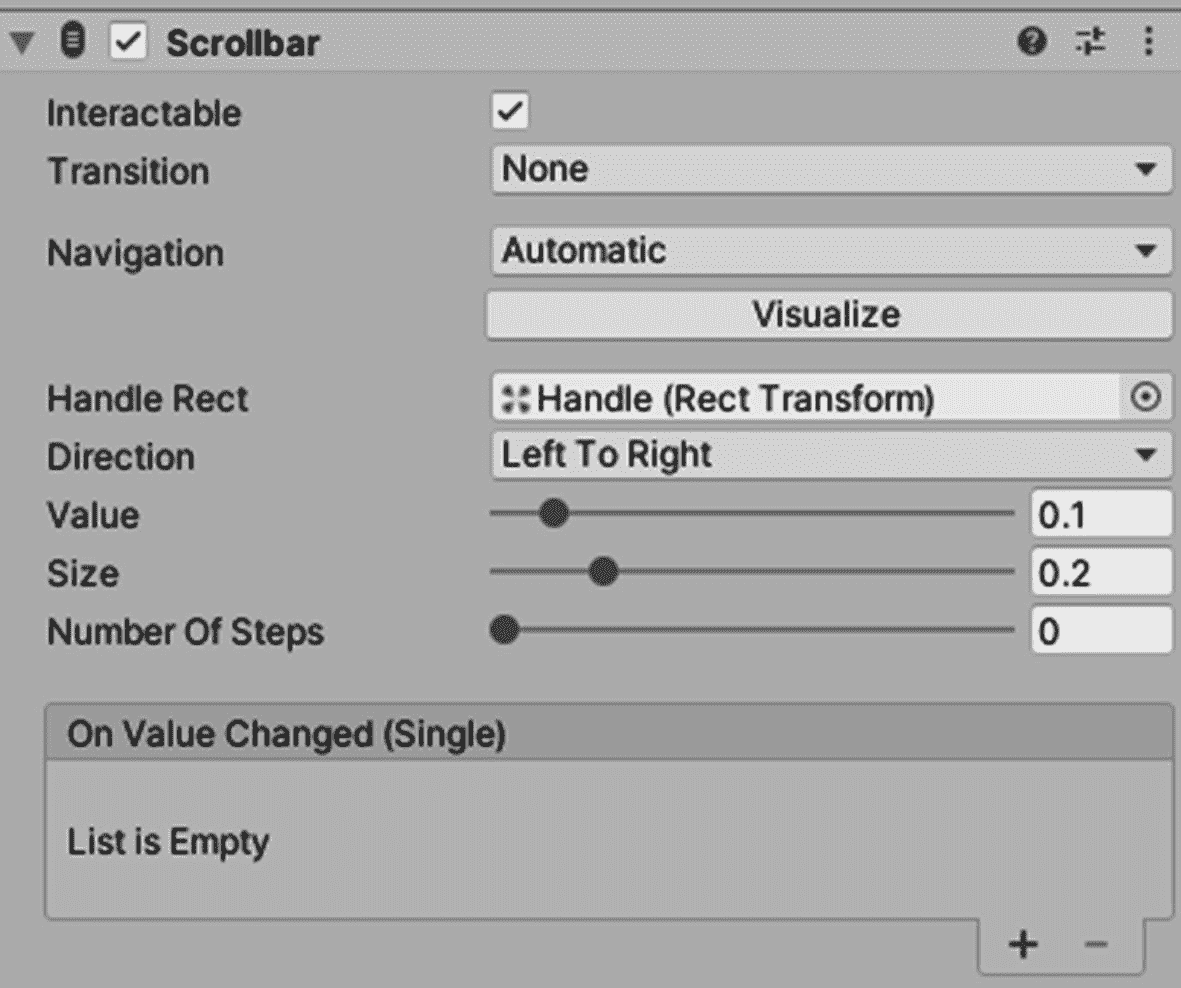 Scrollbar
Interactable
Transition None
Navigation Automatic
Visualize
Handle Rect Handle (Rect Transform)
Direction Left To Right
Value 0.1
Size 0.2
Number Of Steps 0
On Value Changed (Single)
List is Empty